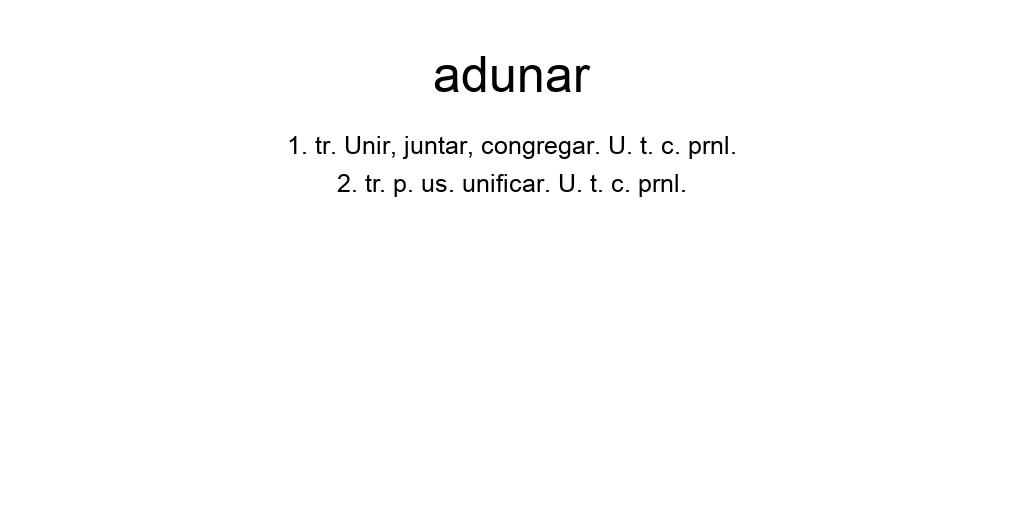 adunar
1. tr. Unir, juntar, congregar. U. t. c. prnl.
2. tr. p. us. unificar. U. t. c. prnl.